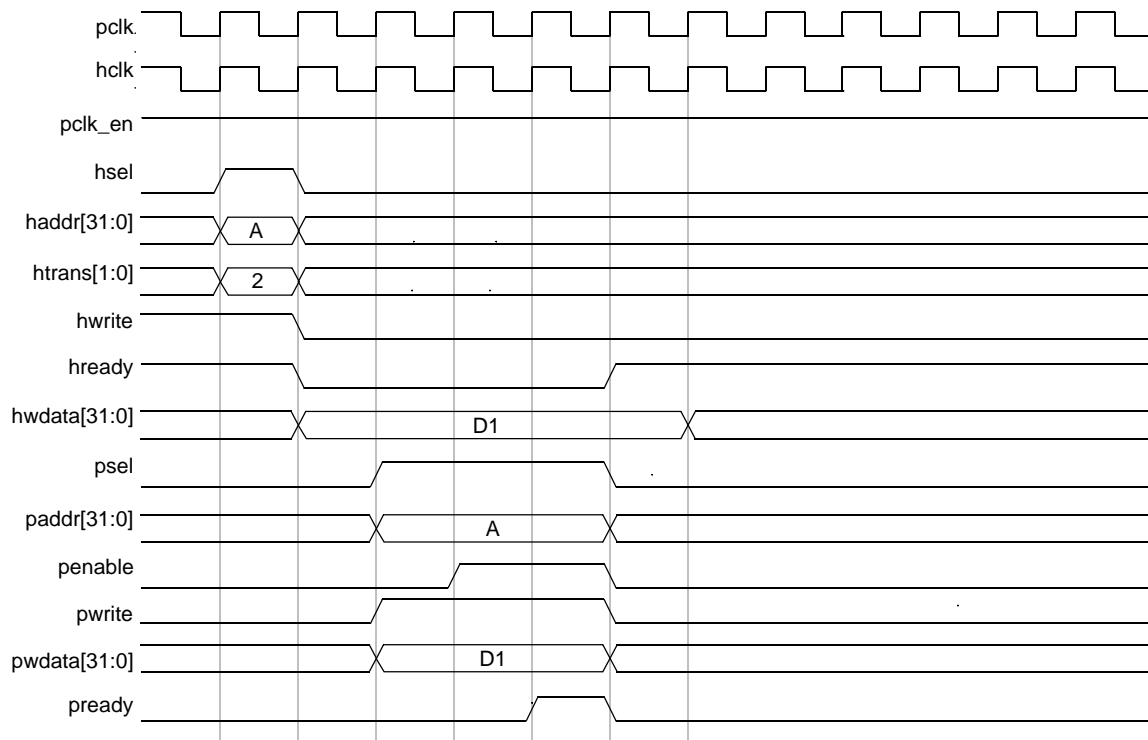 pclk
hclk
pclk_en
hsel
haddr[31:0]
A
htrans[1:0]
2
hwrite
hready
hwdata[31:0]
D1
psel
paddr[31:0]
A
penable
pwrite
pwdata[31:0]
D1
pready